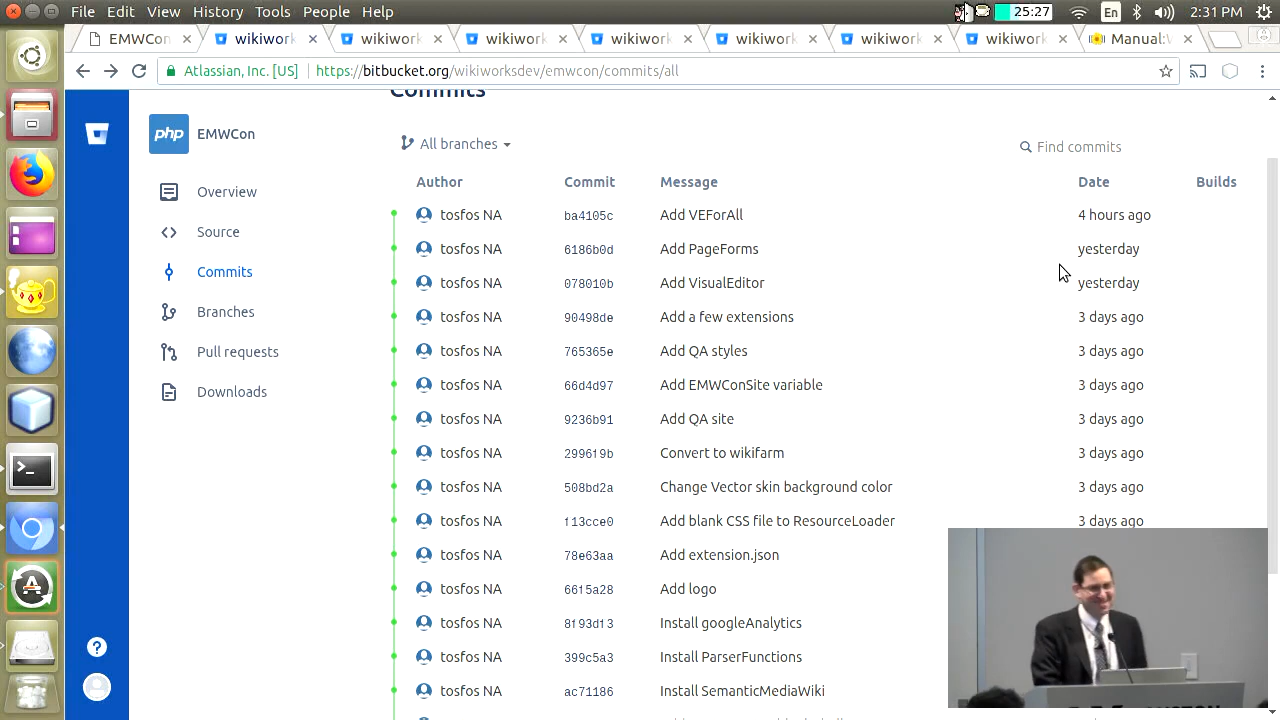 File Edit View History Tools People Help 25:27 En 2:31 PM
EMWCon × wikiwork × wikiwork × wikiwork × wikiwork × wikiwork × wikiwork × wikiwork × Manual:V ×
Atlassian, Inc. [US] | https://bitbucket.org/wikiworksdev/emwcon/commits/all
Commits
php EMWCon
All branches
Find commits
Overview
Source
Commits
Branches
Pull requests
Downloads
Author Commit Message Date Builds
tosfos NA ba4105c Add VEForAll 4 hours ago
tosfos NA 6186b0d Add PageForms yesterday
tosfos NA 078010b Add VisualEditor yesterday
tosfos NA 90498de Add a few extensions 3 days ago
tosfos NA 765365e Add QA styles 3 days ago
tosfos NA 66d4d97 Add EMWConSite variable 3 days ago
tosfos NA 9236b91 Add QA site 3 days ago
tosfos NA 299619b Convert to wikifarm 3 days ago
tosfos NA 508bd2a Change Vector skin background color 3 days ago
tosfos NA f13cce0 Add blank CSS file to ResourceLoader 3 days ago
tosfos NA 78e63aa Add extension.json
tosfos NA 6615a28 Add logo
tosfos NA 8f93d13 Install googleAnalytics
tosfos NA 399c5a3 Install ParserFunctions
tosfos NA ac71186 Install SemanticMediaWiki